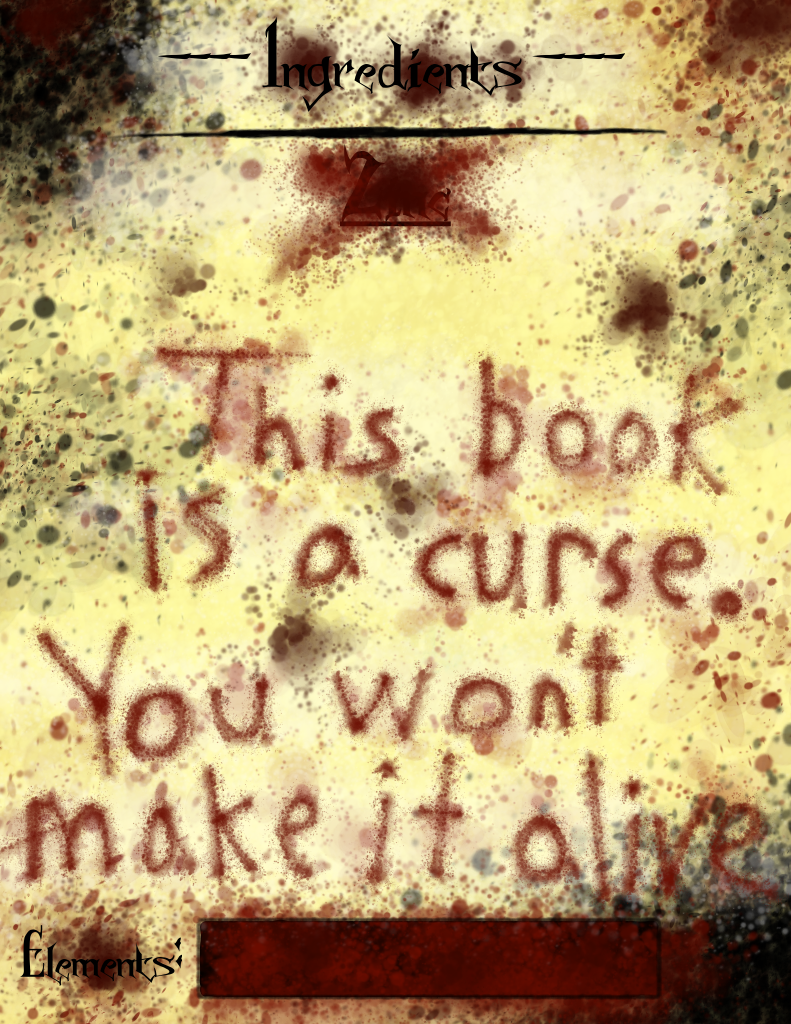 Ingredients
This book
is a curse.
You won't
make it alive
Elements: